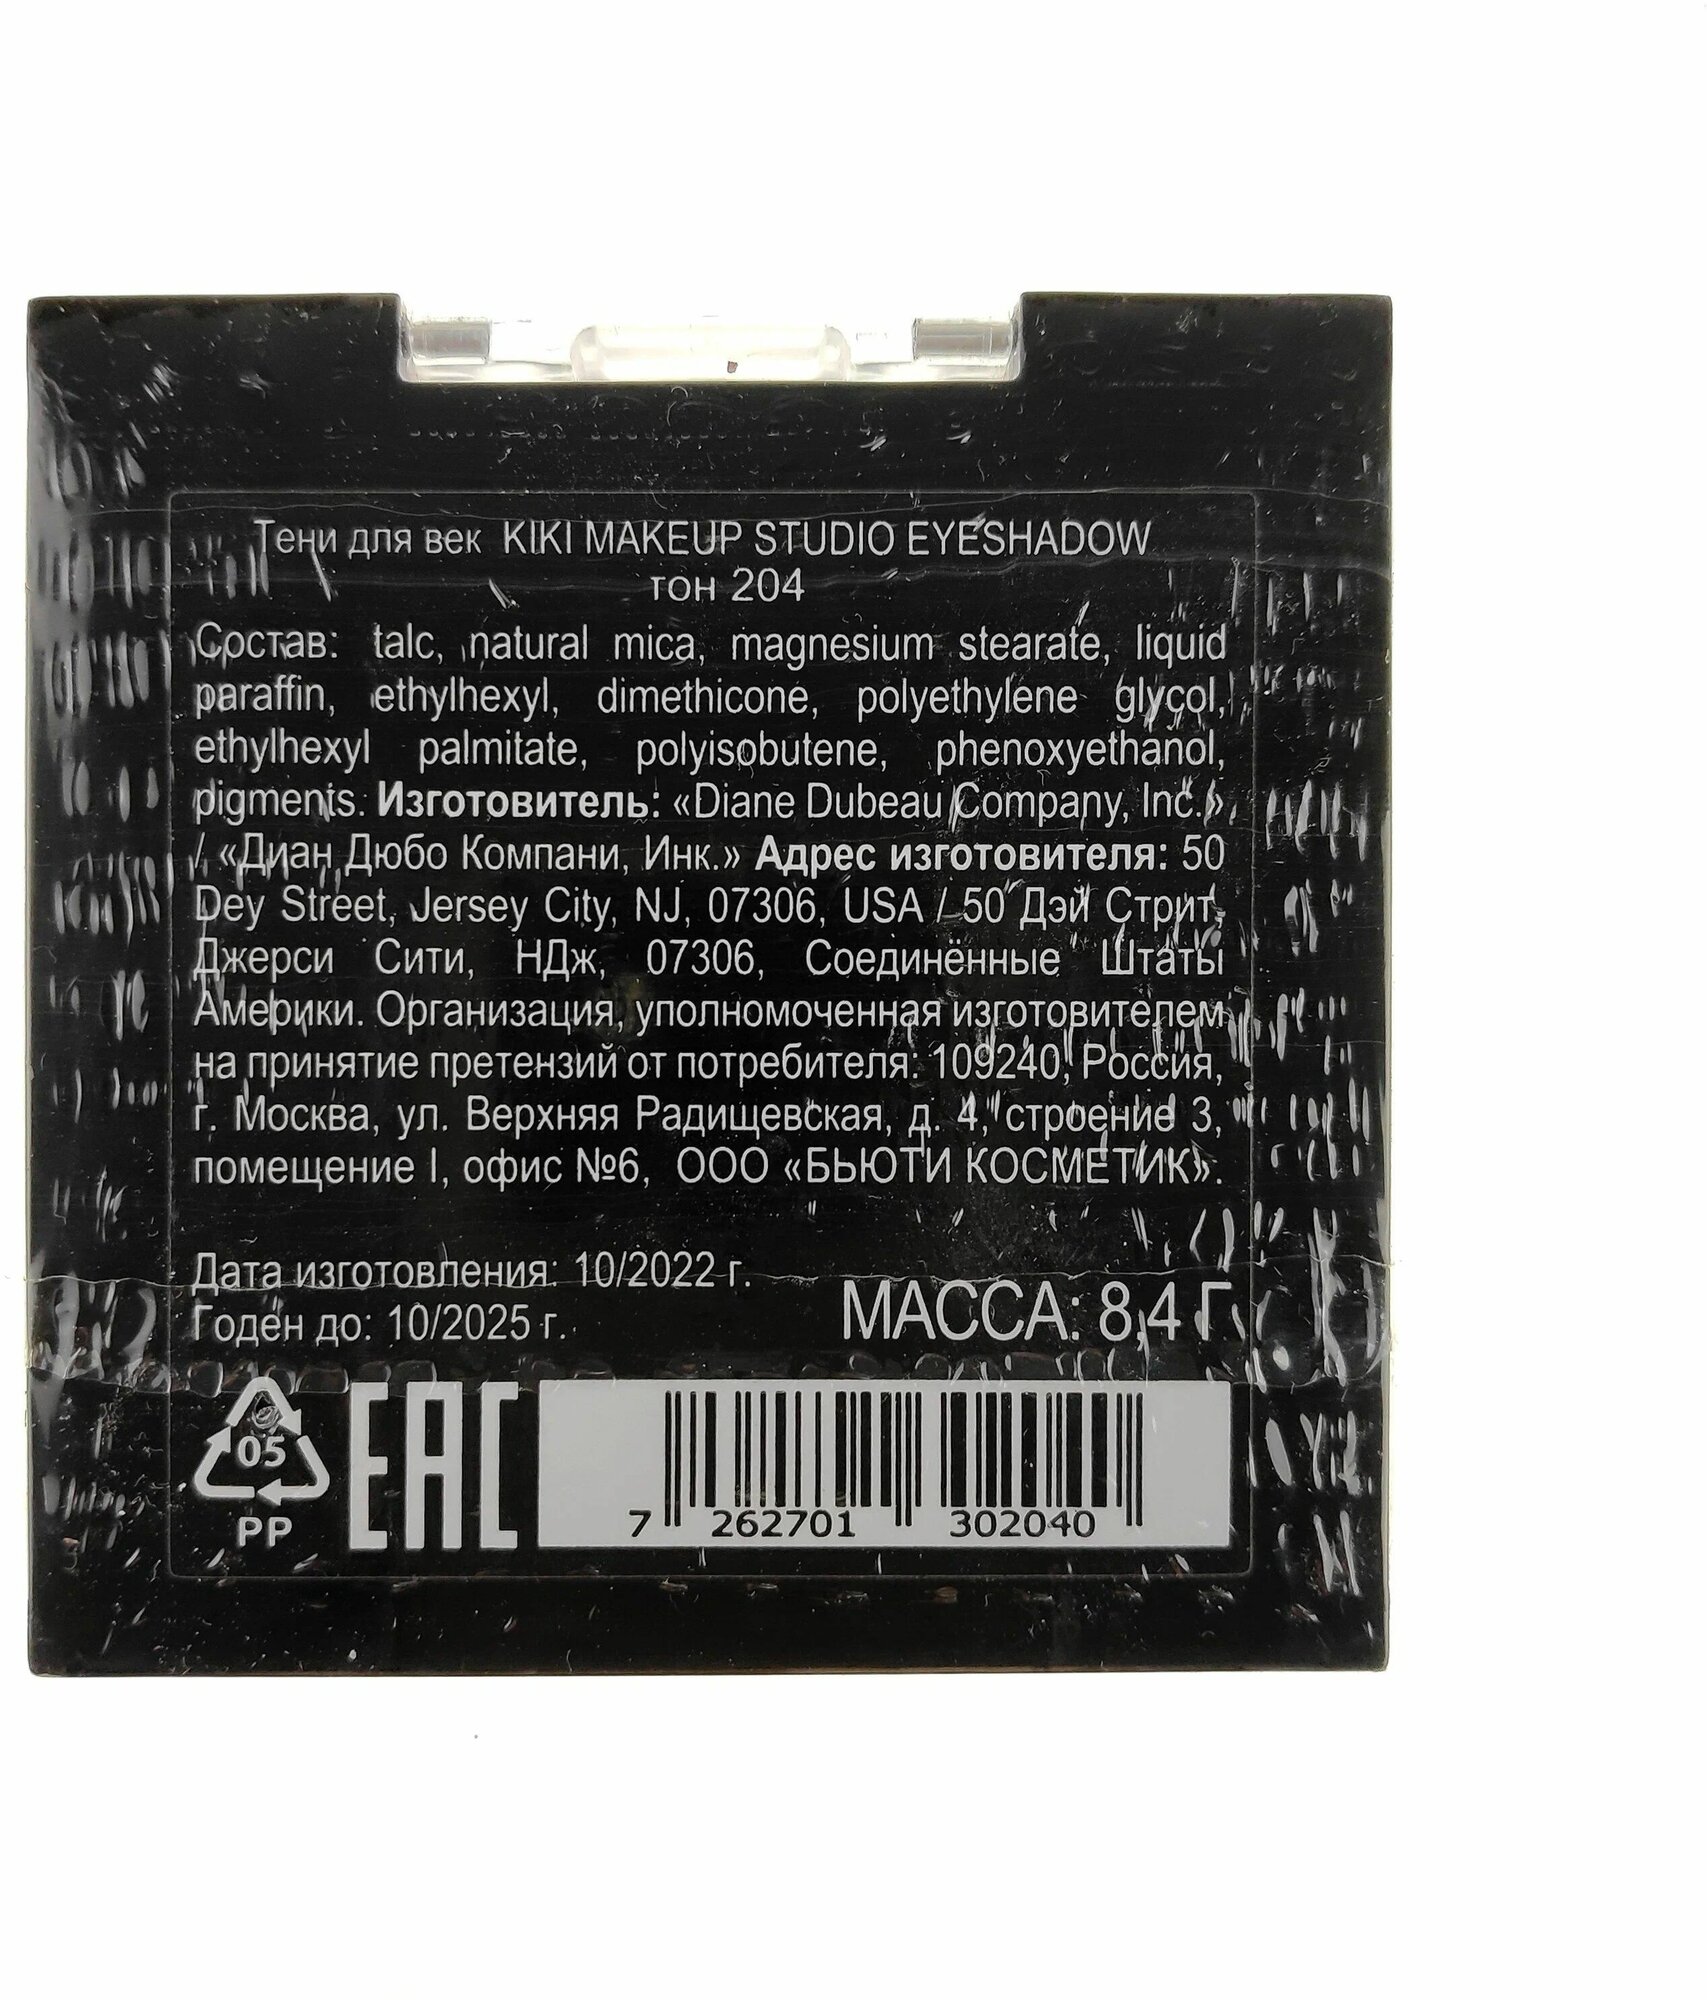 Тени для век KIKI MAKEUP STUDIO EYESHADOW
тон 204
Состав: talc, natural mica, magnesium stearate, liquid
paraffin, ethylhexyl, dimethicone, polyethylene glycol,
ethylhexyl palmitate, polyisobutene, phenoxyethanol,
pigments. Изготовитель: «Diane Dubeau Company, Inc.»
/ «Диан Дюбо Компани, Инк.» Адрес изготовителя: 50
Dey Street, Jersey City, NJ, 07306, USA / 50 Дэй Стрит,
Джерси Сити, НДж, 07306, Соединённые Штаты
Америки. Организация, уполномоченная изготовителем
на принятие претензий от потребителя: 109240, Россия,
г. Москва, ул. Верхняя Радищевская, д. 4, строение 3,
помещение I, офис №6, ООО «БЬЮТИ КОСМЕТИК».
Дата изготовления: 10/2022 г.
Годен до: 10/2025 г.
МАССА: 8,4 Г
05
PP
EAC
7 262701 302040